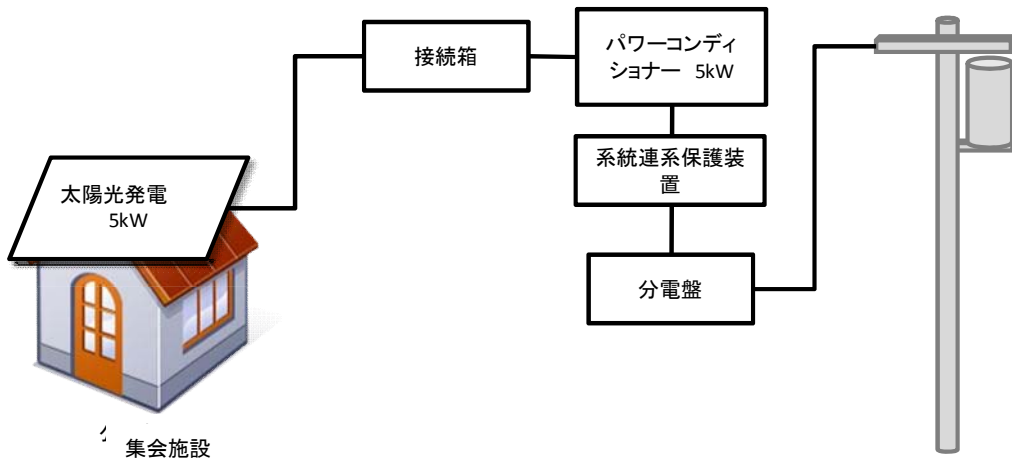 接続箱
パワーコンディ
ショナー 5kW
系統連系保護装
置
太陽光発電
5kW
分電盤
集会施設